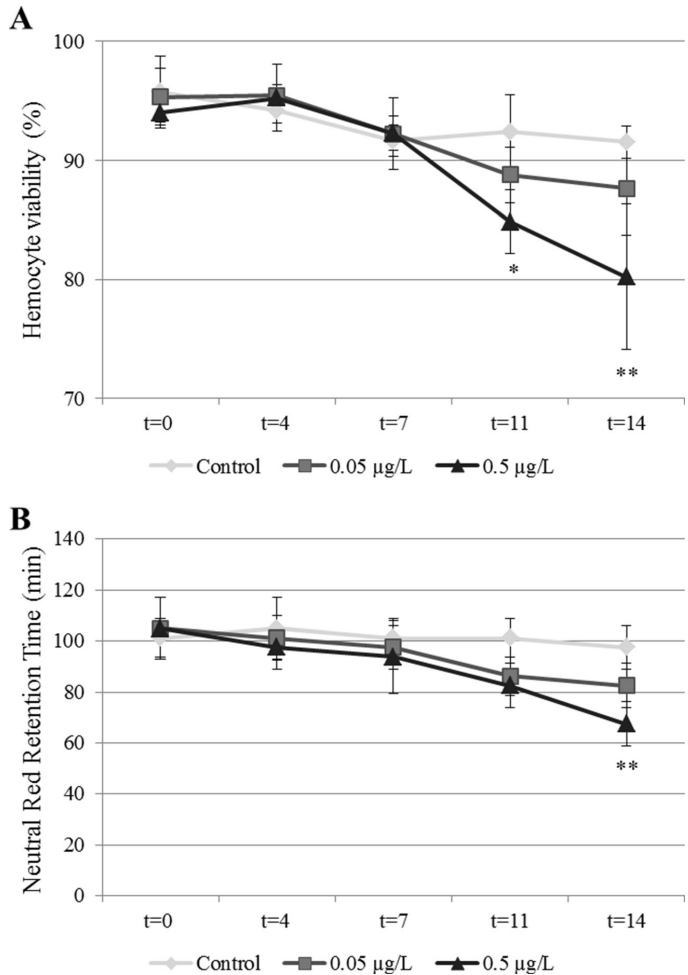 A
Hemocyte viability (%)
100
90
80
70
*
**
t=0 t=4 t=7 t=11 t=14
Control 0.05 µg/L 0.5 µg/L
B
Neutral Red Retention Time (min)
140
120
100
80
60
40
20
0
**
t=0 t=4 t=7 t=11 t=14
Control 0.05 µg/L 0.5 µg/L